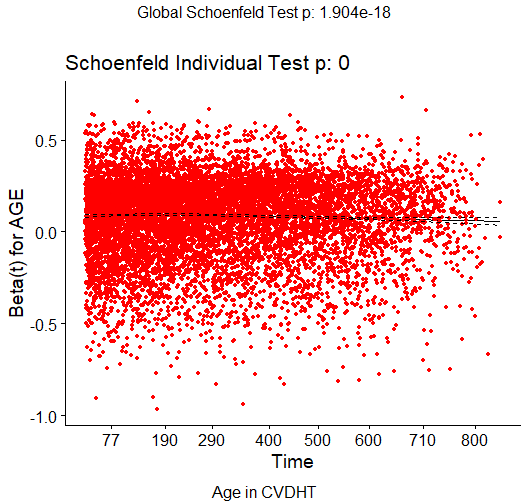 Global Schoenfeld Test p: 1.904e-18
Schoenfeld Individual Test p: 0
Beta(t) for AGE
0.5
0.0
-0.5
-1.0
77 190 290 400 500 600 710 800
Time
Age in CVDHT